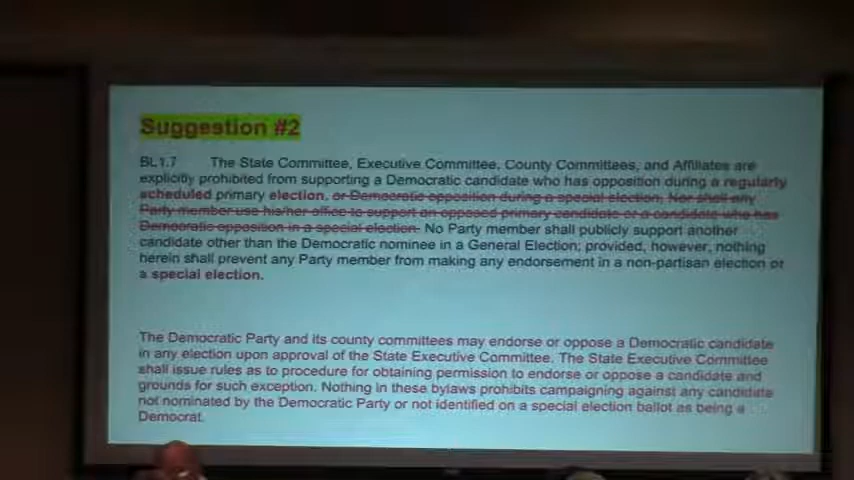 Suggestion #2
BL1.7 The State Committee, Executive Committee, County Committees, and Affiliates are
explicitly prohibited from supporting a Democratic candidate who has opposition during a regularly
scheduled primary election. or Democratic opposition during a special election. Nor shall any
Party member use his/her office to support an opposed primary candidate or a candidate who has
Democratic opposition in a special election. No Party member shall publicly support another
candidate other than the Democratic nominee in a General Election; provided, however, nothing
herein shall prevent any Party member from making any endorsement in a non-partisan election or
a special election.
The Democratic Party and its county committees may endorse or oppose a Democratic candidate
in any election upon approval of the State Executive Committee. The State Executive Committee
shall issue rules as to procedure for obtaining permission to endorse or oppose a candidate and
grounds for such exception. Nothing in these bylaws prohibits campaigning against any candidate
not nominated by the Democratic Party or not identified on a special election ballot as being a
Democrat.